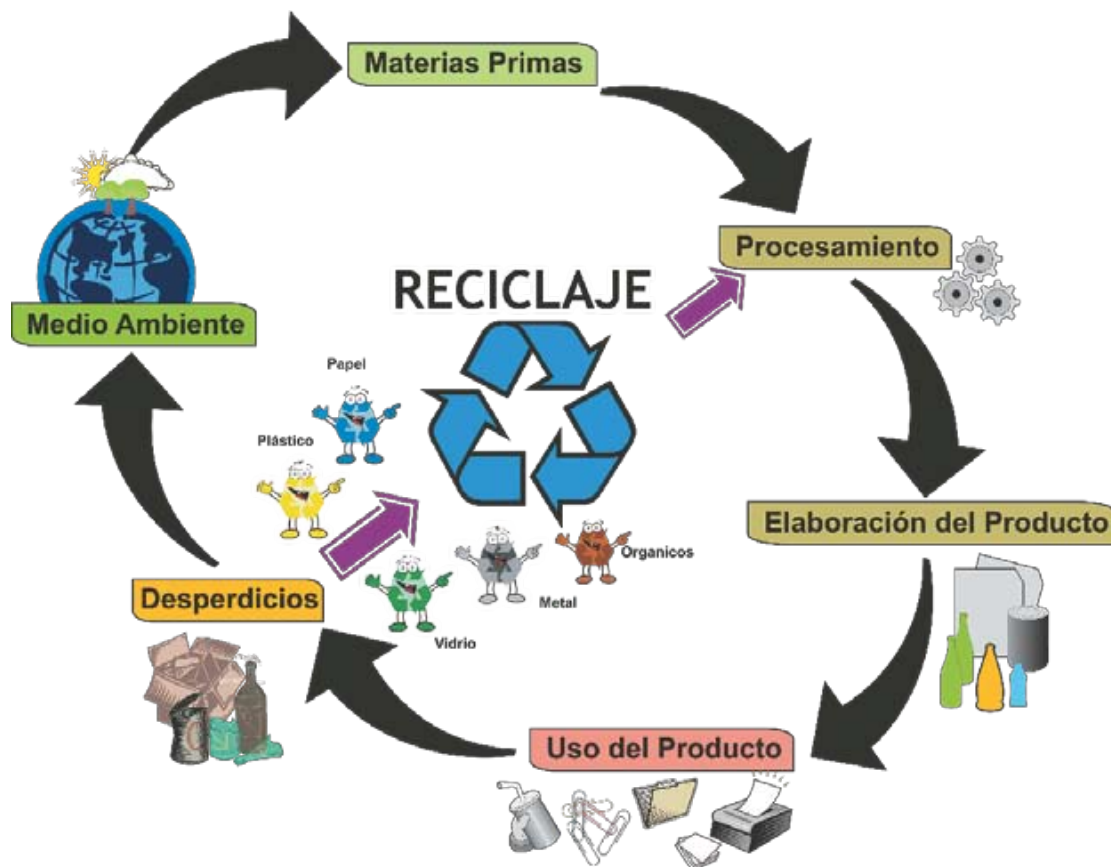 Materias Primas
Procesamiento
RECICLAJE
Medio Ambiente
Papel
Plástico
Elaboración del Producto
Organicos
Desperdicios
Metal
Vidrio
Uso del Producto